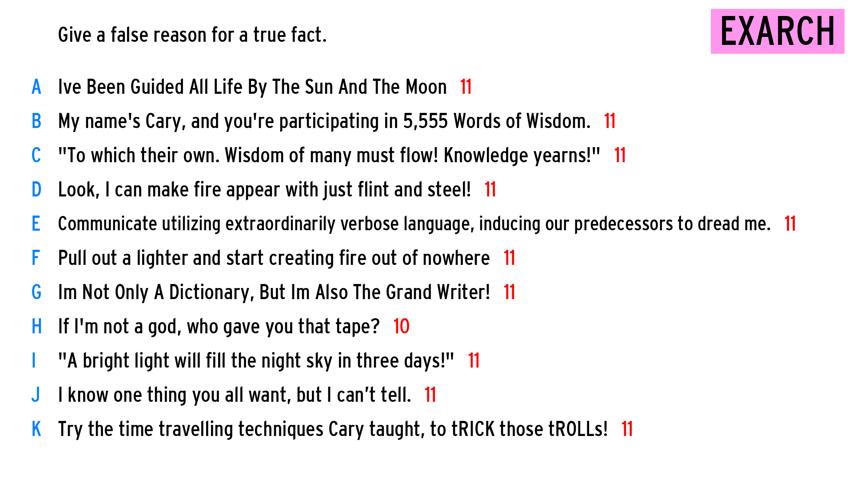 Give a false reason for a true fact.
EXARCH
A Ive Been Guided All Life By The Sun And The Moon 11
B My name's Cary, and you're participating in 5,555 Words of Wisdom. 11
C "To which their own. Wisdom of many must flow! Knowledge yearns!" 11
D Look, I can make fire appear with just flint and steel! 11
E Communicate utilizing extraordinarily verbose language, inducing our predecessors to dread me. 11
F Pull out a lighter and start creating fire out of nowhere 11
G Im Not Only A Dictionary, But Im Also The Grand Writer! 11
H If I'm not a god, who gave you that tape? 10
I "A bright light will fill the night sky in three days!" 11
J I know one thing you all want, but I can’t tell. 11
K Try the time travelling techniques Cary taught, to tRICK those tROLLs! 11